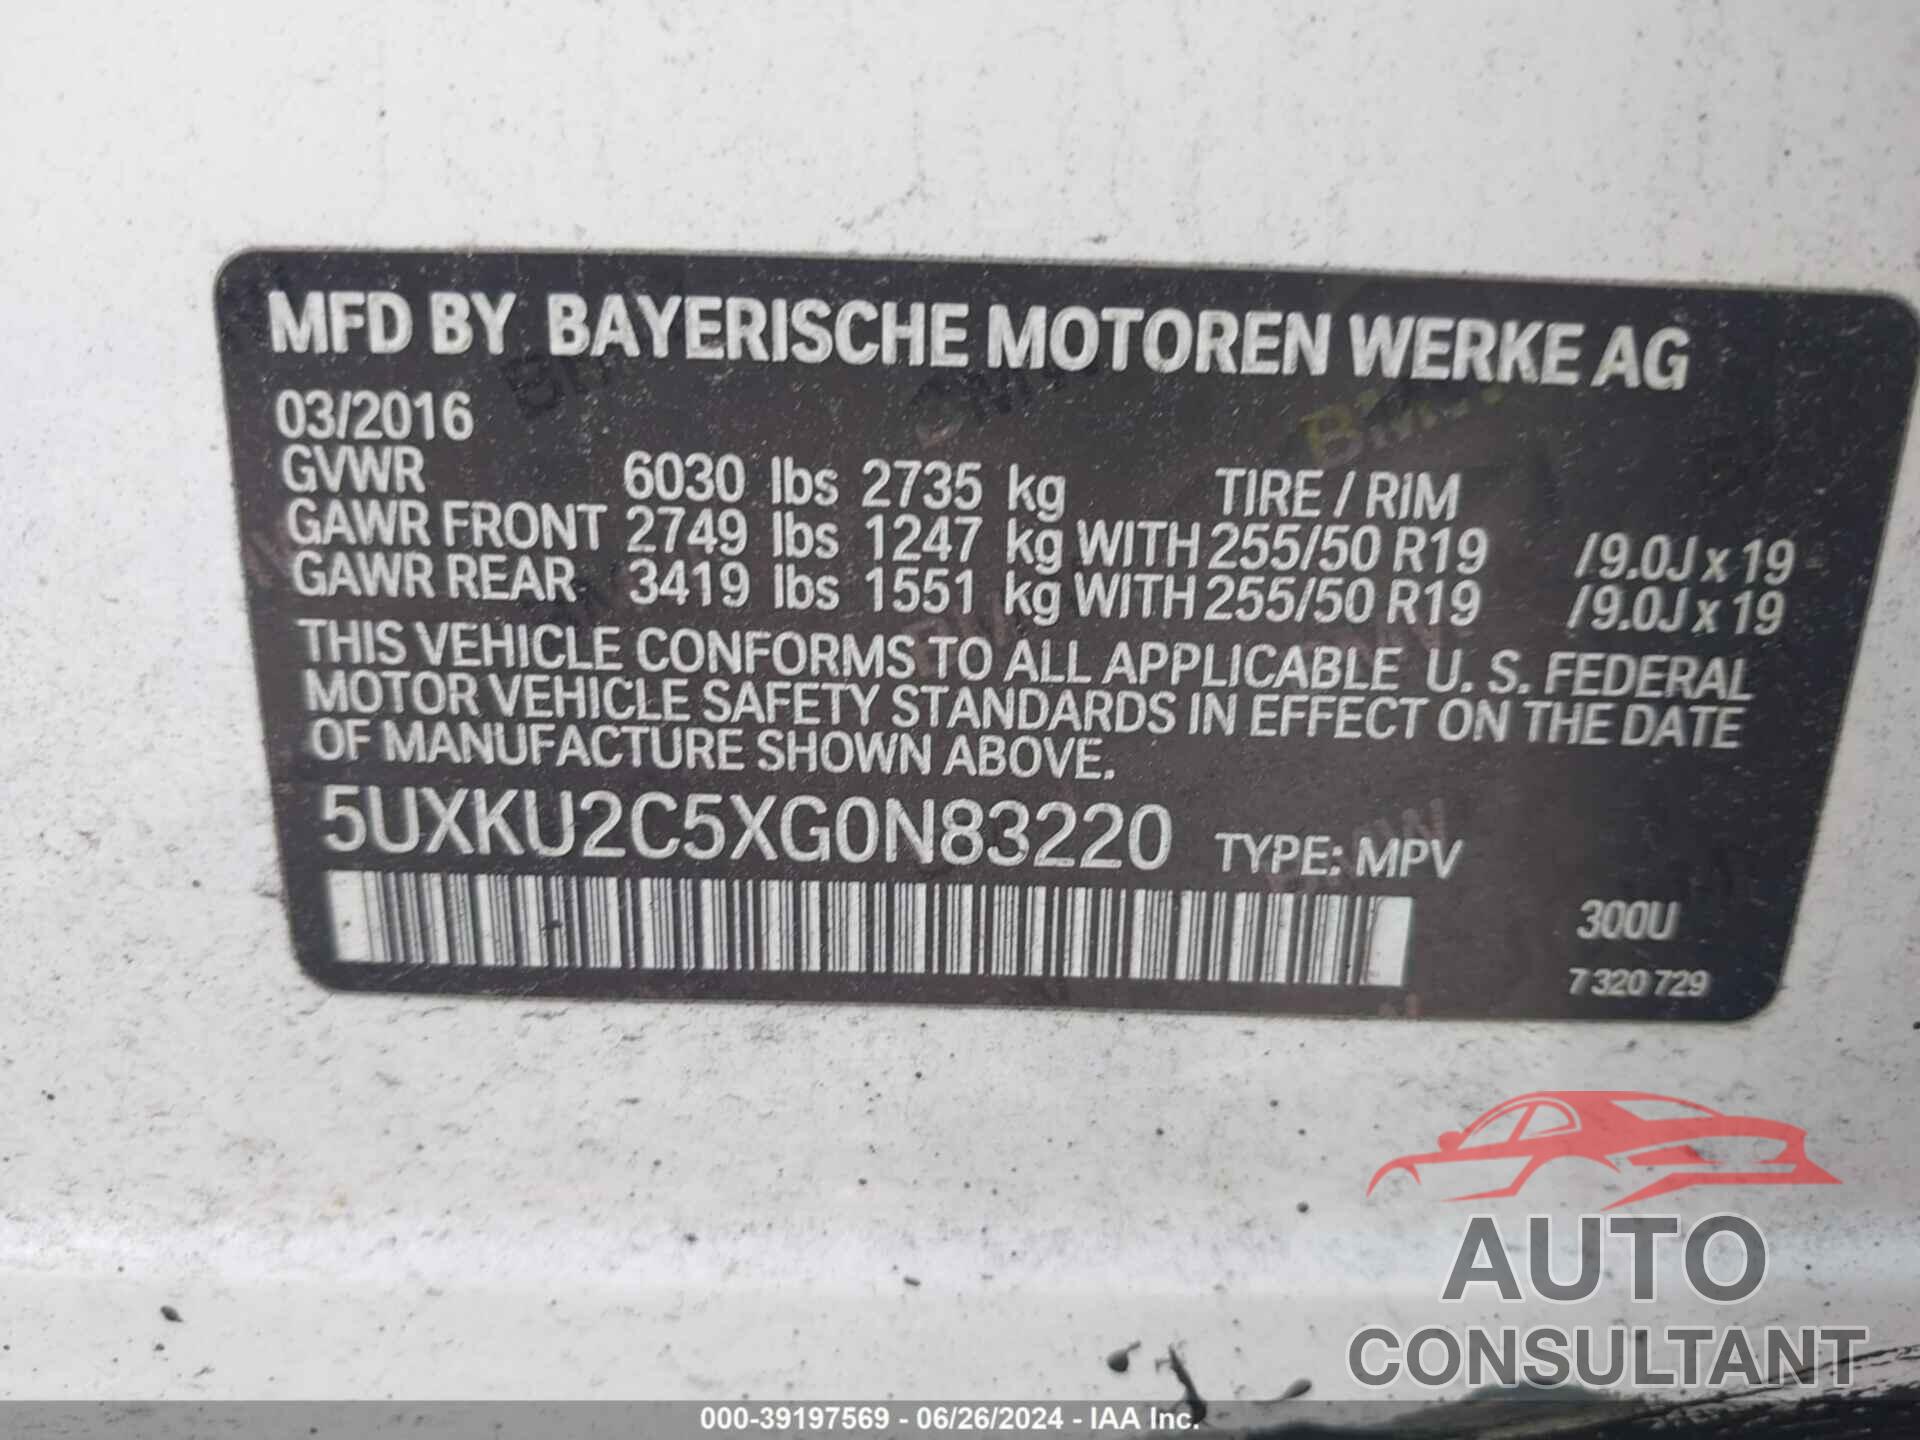 MFD BY BAYERISCHE MOTOREN WERKE AG
03/2016
GVWR 6030 lbs 2735 kg TIRE / RIM
GAWR FRONT 2749 lbs 1247 kg WITH 255/50 R19 /9.0J x 19
GAWR REAR 3419 lbs 1551 kg WITH 255/50 R19 /9.0J x 19
THIS VEHICLE CONFORMS TO ALL APPLICABLE U. S. FEDERAL
MOTOR VEHICLE SAFETY STANDARDS IN EFFECT ON THE DATE
OF MANUFACTURE SHOWN ABOVE.
5UXKU2C5XG0N83220 TYPE: MPV
300U
7 320 729
AUTO
CONSULTANT
000-39197569 - 06/26/2024 - IAA Inc.